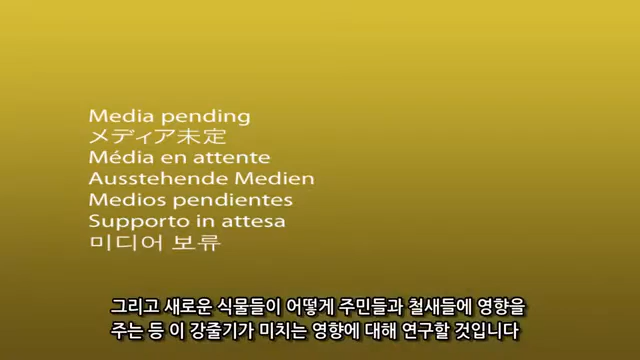 Media pending
メディア未定
Média en attente
Ausstehende Medien
Medios pendientes
Supporto in attesa
미디어 보류
그리고 새로운 식물들이 어떻게 주민들과 철새들에 영향을
주는 등 이 강줄기가 미치는 영향에 대해 연구할 것입니다